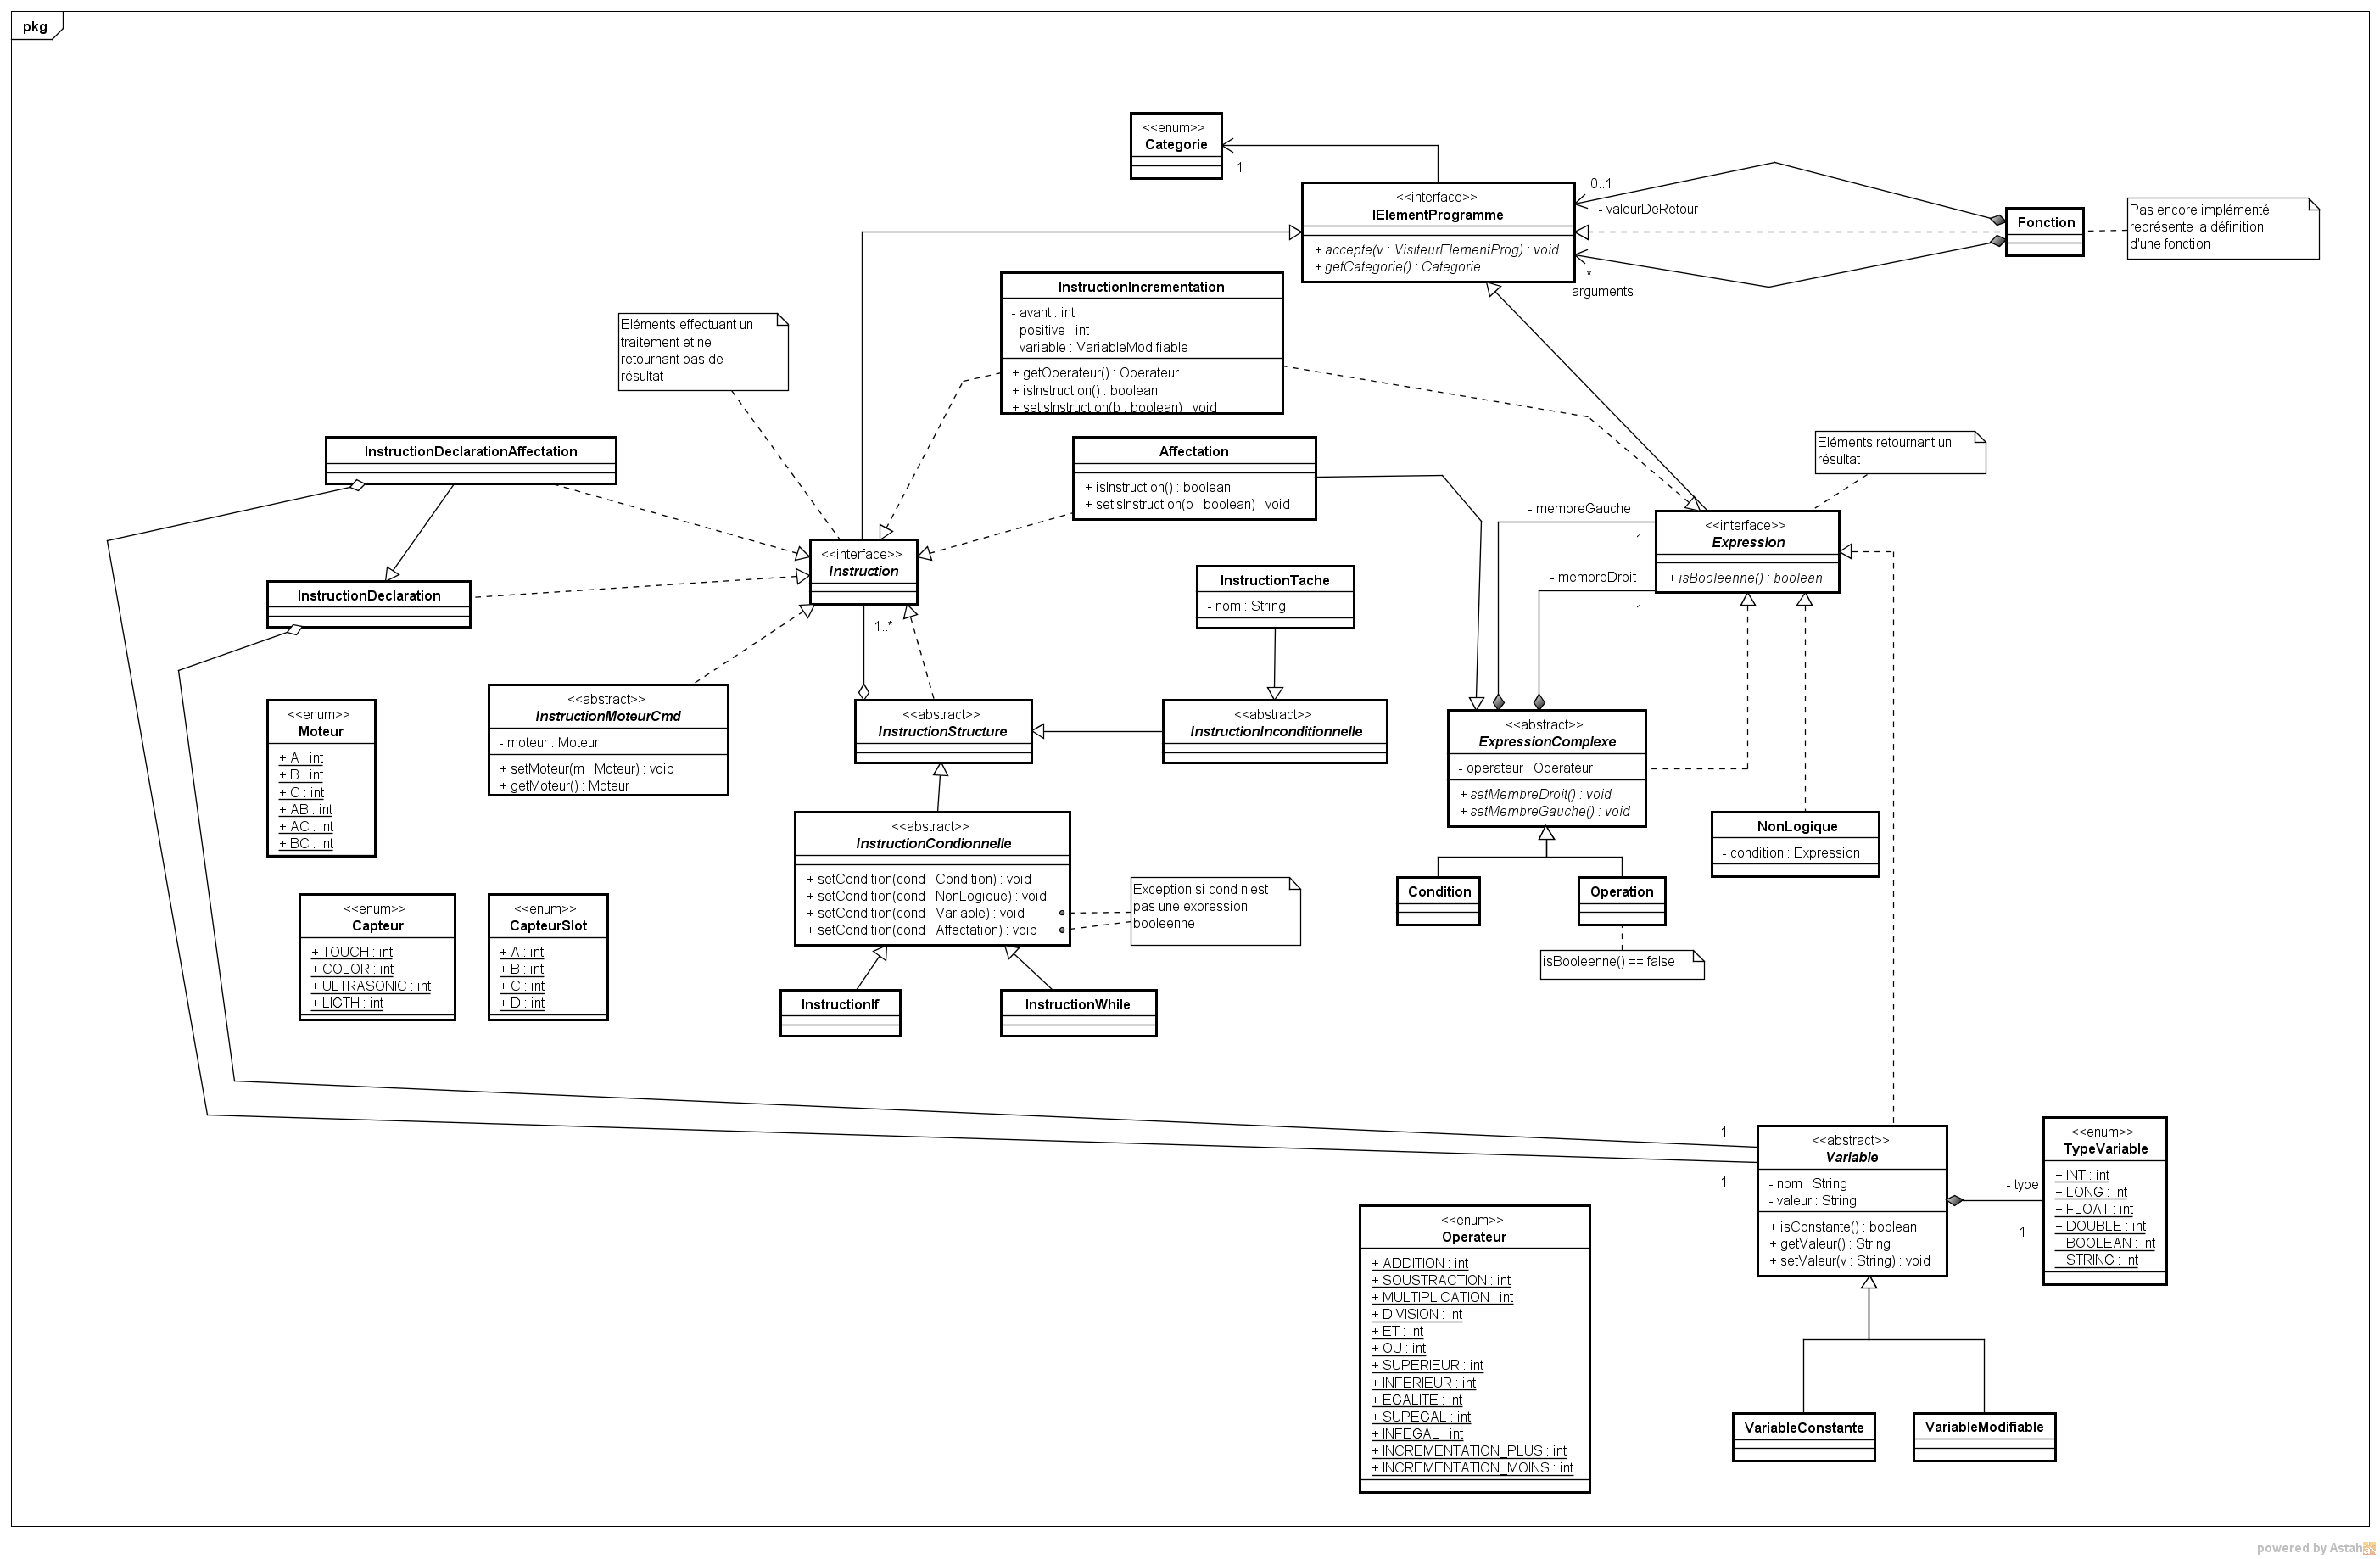 pkg
<<enum>>
Categorie
1
<<interface>>
IElementProgramme
+ accepte(v : VisiteurElementProg) : void
+ getCategorie() : Categorie
0..1
- valeurDeRetour
*
- arguments
Fonction
Pas encore implémenté
représente la définition
d'une fonction
InstructionIncrementation
- avant : int
- positive : int
- variable : VariableModifiable
+ getOperateur() : Operateur
+ isInstruction() : boolean
+ setIsInstruction(b : boolean) : void
Eléments effectuant un
traitement et ne
retournant pas de
résultat
InstructionDeclarationAffectation
Affectation
+ isInstruction() : boolean
+ setIsInstruction(b : boolean) : void
Eléments retournant un
résultat
- membreGauche
1
- membreDroit
1
<<interface>>
Expression
+ isBooleenne() : boolean
<<interface>>
Instruction
1..*
InstructionDeclaration
InstructionTache
- nom : String
<<enum>>
Moteur
+ A : int
+ B : int
+ C : int
+ AB : int
+ AC : int
+ BC : int
<<abstract>>
InstructionMoteurCmd
- moteur : Moteur
+ setMoteur(m : Moteur) : void
+ getMoteur() : Moteur
<<abstract>>
InstructionStructure
<<abstract>>
InstructionInconditionnelle
<<abstract>>
ExpressionComplexe
- operateur : Operateur
+ setMembreDroit() : void
+ setMembreGauche() : void
<<abstract>>
InstructionCondionnelle
+ setCondition(cond : Condition) : void
+ setCondition(cond : NonLogique) : void
+ setCondition(cond : Variable) : void
+ setCondition(cond : Affectation) : void
Exception si cond n'est
pas une expression
booleenne
NonLogique
- condition : Expression
Condition
Operation
isBooleenne() == false
<<enum>>
Capteur
+ TOUCH : int
+ COLOR : int
+ ULTRASONIC : int
+ LIGTH : int
<<enum>>
CapteurSlot
+ A : int
+ B : int
+ C : int
+ D : int
InstructionIf
InstructionWhile
1
1
<<abstract>>
Variable
- nom : String
- valeur : String
+ isConstante() : boolean
+ getValeur() : String
+ setValeur(v : String) : void
- type
1
<<enum>>
TypeVariable
+ INT : int
+ LONG : int
+ FLOAT : int
+ DOUBLE : int
+ BOOLEAN : int
+ STRING : int
<<enum>>
Operateur
+ ADDITION : int
+ SOUSTRACTION : int
+ MULTIPLICATION : int
+ DIVISION : int
+ ET : int
+ OU : int
+ SUPERIEUR : int
+ INFERIEUR : int
+ EGALITE : int
+ SUPEGAL : int
+ INFEGAL : int
+ INCREMENTATION_PLUS : int
+ INCREMENTATION_MOINS : int
VariableConstante
VariableModifiable
powered by Astah